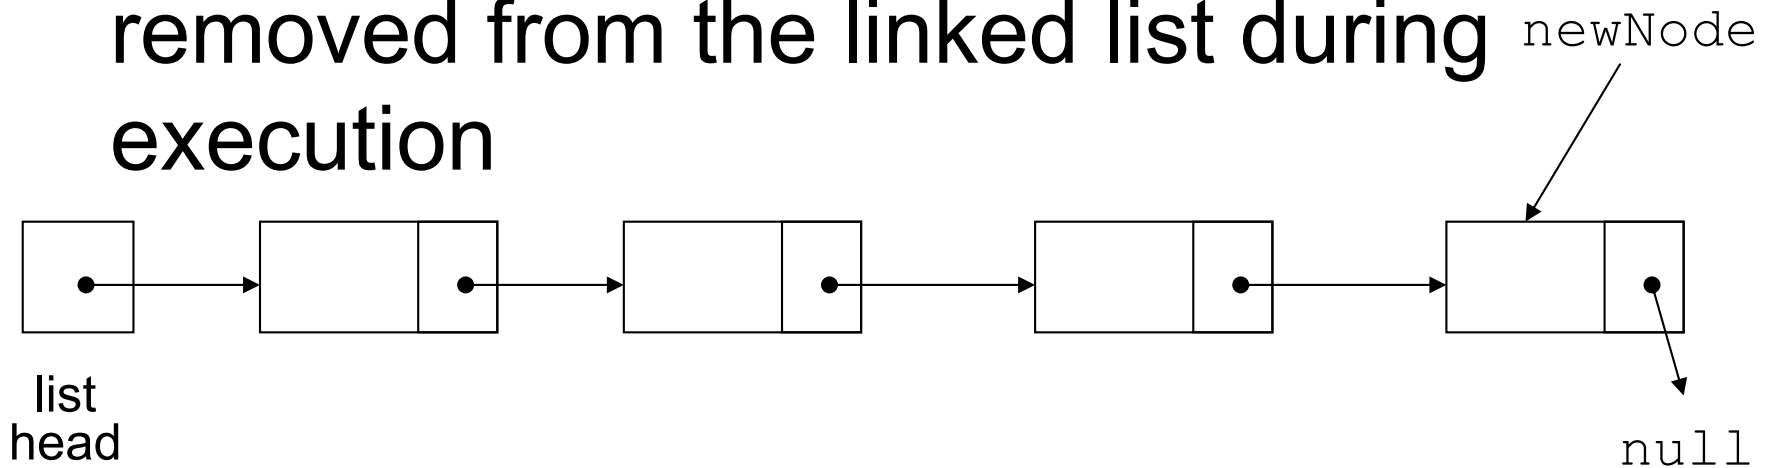 removed from the linked list during
newNode
execution
list
head
null